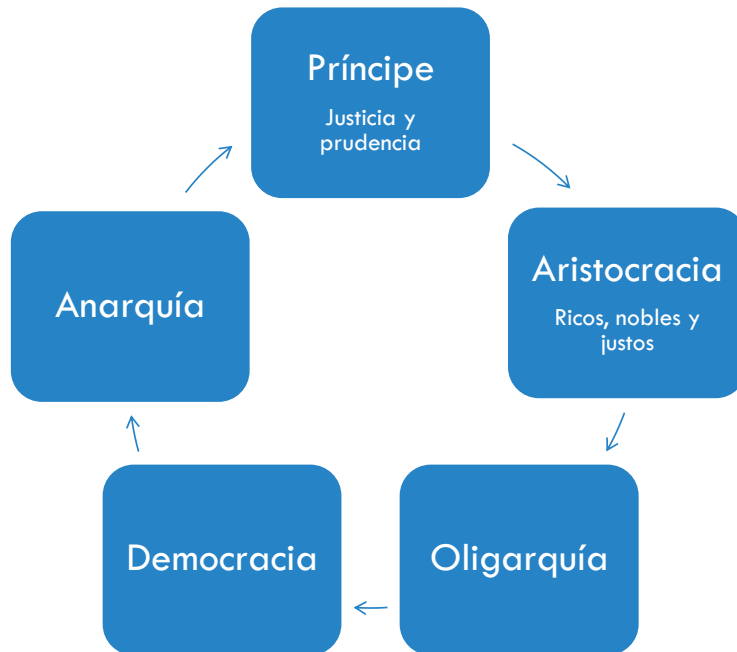 Príncipe
Justicia y
prudencia
Aristocracia
Ricos, nobles y
justos
Oligarquía
Democracia
Anarquía